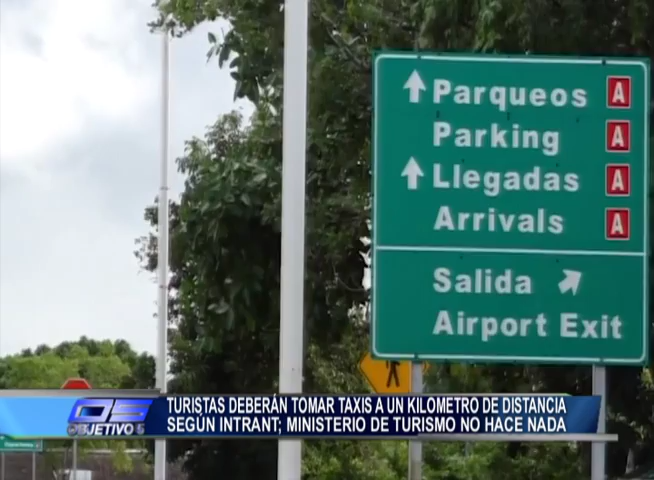 Parqueos A
Parking A
Llegadas A
Arrivals A
Salida
Airport Exit
O5
OBJETIVO 5
TURISTAS DEBERÁN TOMAR TAXIS A UN KILOMETRO DE DISTANCIA
SEGÚN INTRANT; MINISTERIO DE TURISMO NO HACE NADA